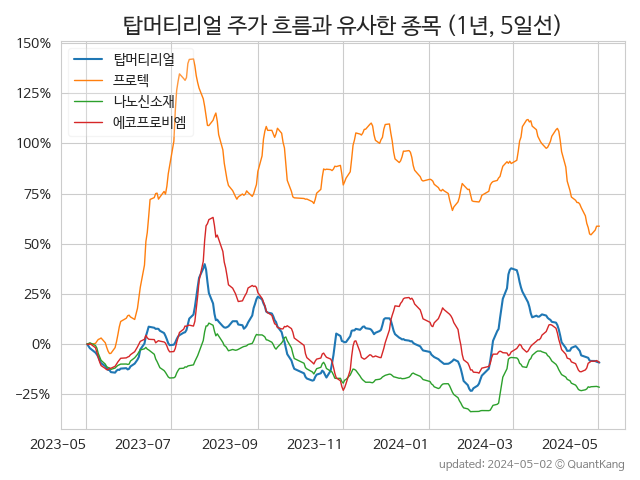 탑머티리얼 주가 흐름과 유사한 종목 (1년, 5일선)
150%
125%
100%
75%
50%
25%
0%
−25%
탑머티리얼
프로텍
나노신소재
에코프로비엠
2023-05
2023-07
2023-09
2023-11
2024-01
2024-03
2024-05
updated: 2024-05-02 © QuantKang